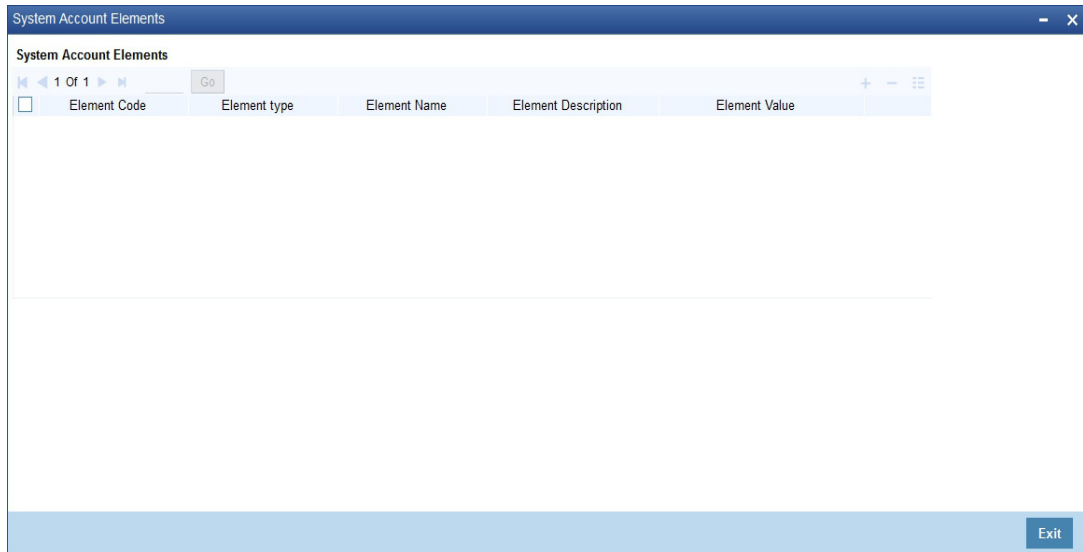 System Account Elements
System Account Elements
1 Of 1 Go
Element Code Element type Element Name Element Description Element Value
Exit